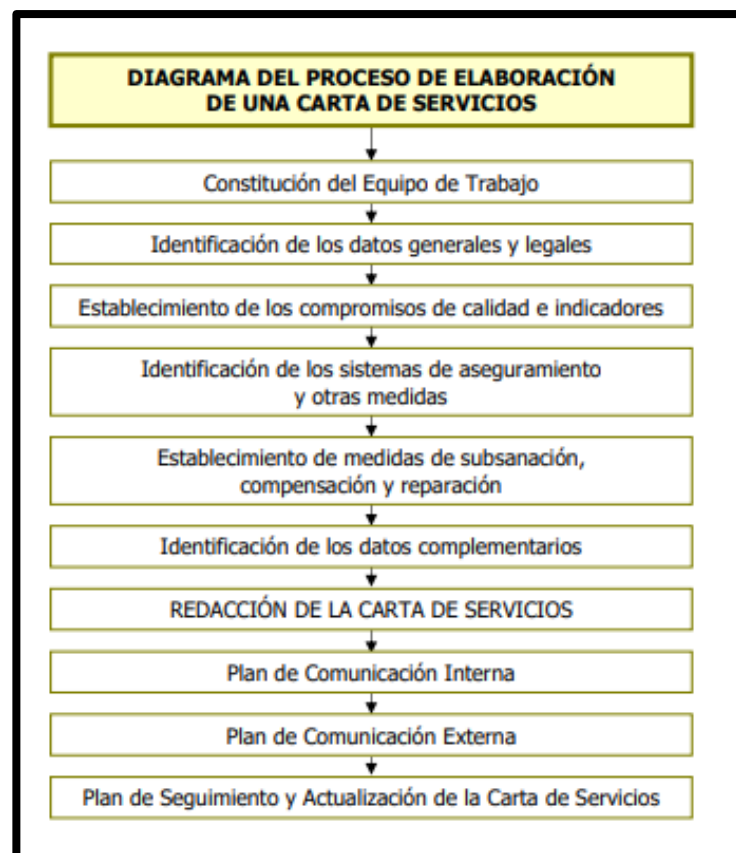 DIAGRAMA DEL PROCESO DE ELABORACIÓN
DE UNA CARTA DE SERVICIOS
Constitución del Equipo de Trabajo
Identificación de los datos generales y legales
Establecimiento de los compromisos de calidad e indicadores
Identificación de los sistemas de aseguramiento
y otras medidas
Establecimiento de medidas de subsanación,
compensación y reparación
Identificación de los datos complementarios
REDACCIÓN DE LA CARTA DE SERVICIOS
Plan de Comunicación Interna
Plan de Comunicación Externa
Plan de Seguimiento y Actualización de la Carta de Servicios